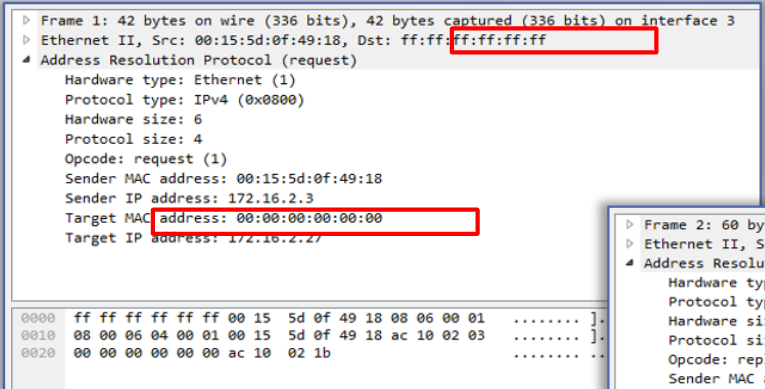 Frame 1: 42 bytes on wire (336 bits), 42 bytes captured (336 bits) on interface 3
Ethernet II, Src: 00:15:5d:0f:49:18, Dst: ff:ff:ff:ff:ff:ff
Address Resolution Protocol (request)
Hardware type: Ethernet (1)
Protocol type: IPv4 (0x0800)
Hardware size: 6
Protocol size: 4
Opcode: request (1)
Sender MAC address: 00:15:5d:0f:49:18
Sender IP address: 172.16.2.3
Target MAC address: 00:00:00:00:00:00
Target IP address: 172.16.2.27
0000 ff ff ff ff ff ff 00 15 5d 0f 49 18 08 06 00 01 ........ ].
0010 08 00 06 04 00 01 00 15 5d 0f 49 18 ac 10 02 03 ........ ].
0020 00 00 00 00 00 00 ac 10 02 1b ........ ..
Frame 2: 60 by
Ethernet II, S
Address Resolu
Hardware ty
Protocol ty
Hardware si
Protocol si
Opcode: rep
Sender MAC